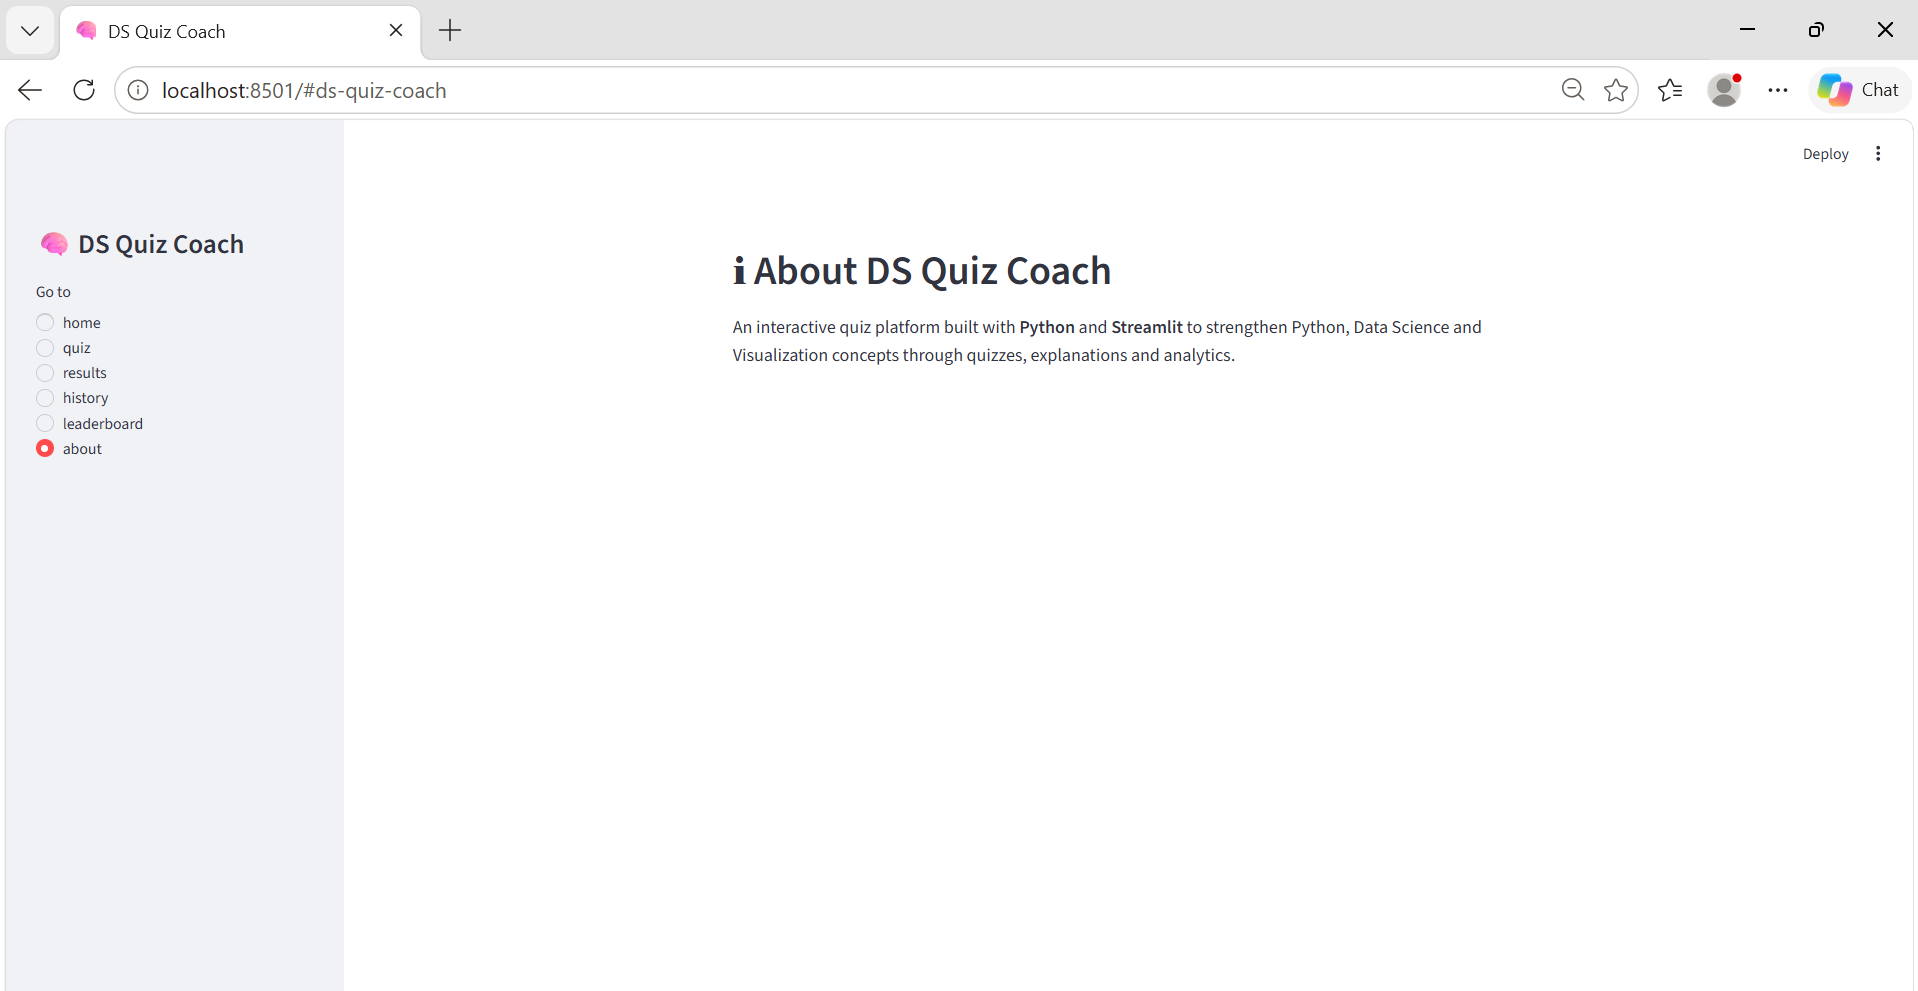 DS Quiz Coach
localhost:8501/#ds-quiz-coach
Chat
Deploy
DS Quiz Coach
Go to
home
quiz
results
history
leaderboard
about
ℹ About DS Quiz Coach
An interactive quiz platform built with Python and Streamlit to strengthen Python, Data Science and
Visualization concepts through quizzes, explanations and analytics.